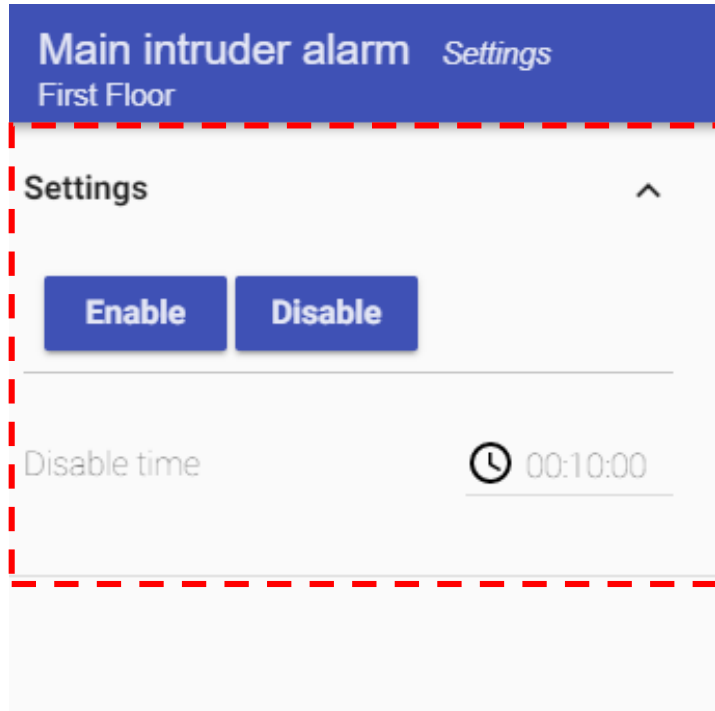 Main intruder alarm Settings
First Floor
Settings
Enable Disable
Disable time 00:10:00